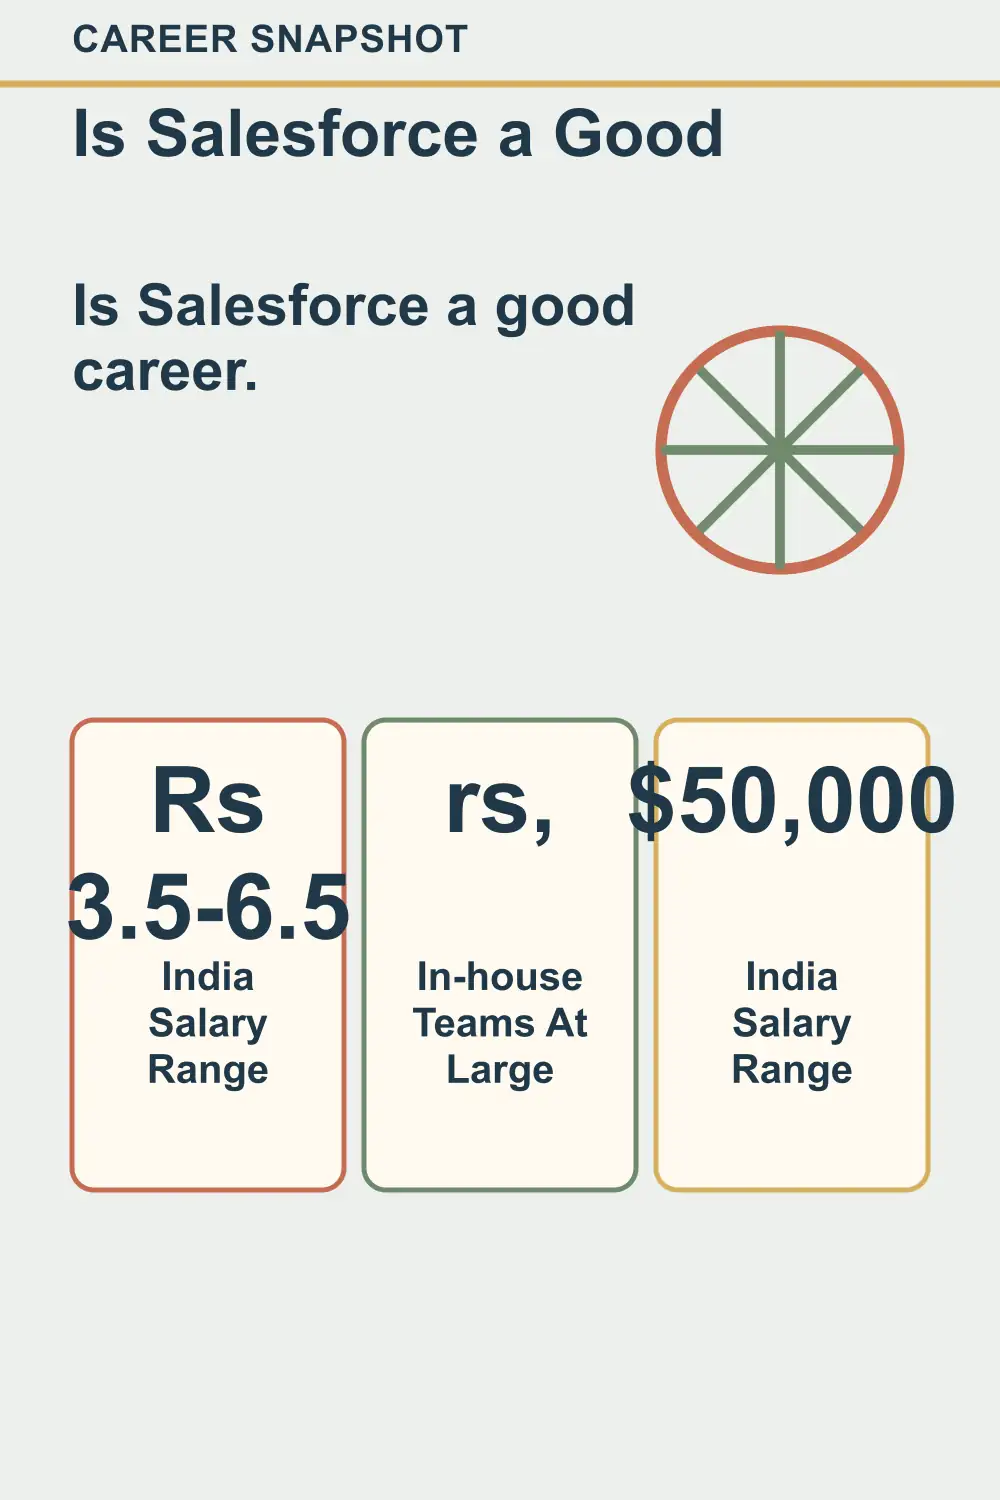 CAREER SNAPSHOT
Is Salesforce a Good
Is Salesforce a good
career.
Rs
3.5-6.5
India
Salary
Range
rs,
In-house
Teams At
Large
$50,000
India
Salary
Range